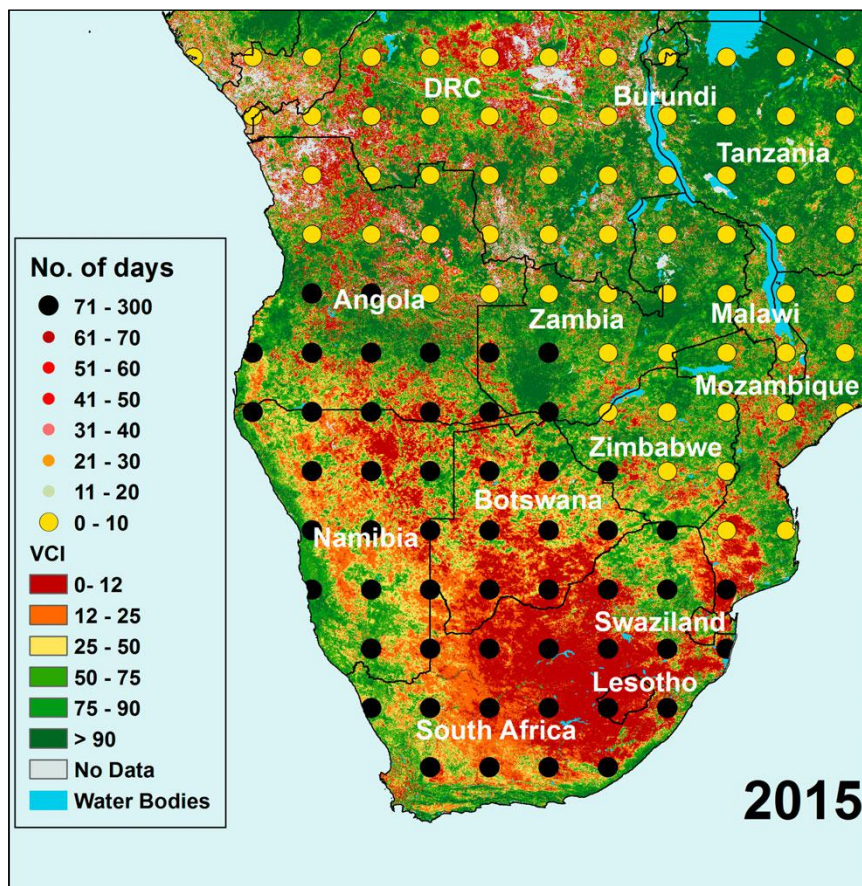 DRC
Burundi
Tanzania
No. of days
71 - 300
61 - 70
51 - 60
41 - 50
31 - 40
21 - 30
11 - 20
0 - 10
VCI
0- 12
12 - 25
25 - 50
50 - 75
75 - 90
> 90
No Data
Water Bodies
Angola
Zambia
Malawi
Mozambique
Zimbabwe
Botswana
Namibia
Swaziland
Lesotho
South Africa
2015